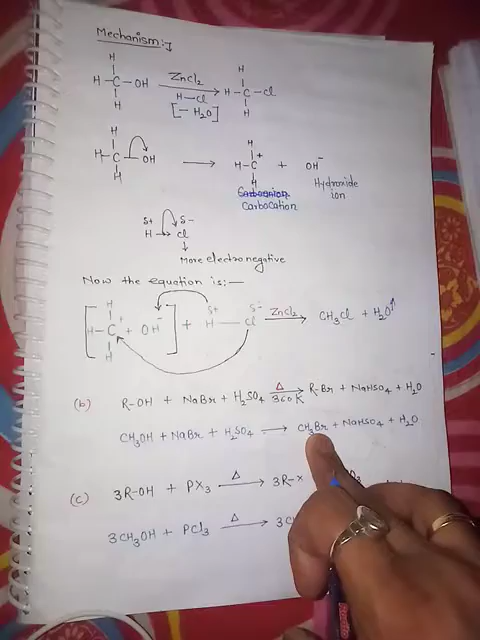 Mechanism:-
H
H-C-OH ZnCl2 H-C-Cl
H H-Cl H
[-H2O]
H
H-C-OH → H-C+ + OH-
H
Carbocation Hydroxide ion
δ+ δ-
H → Cl
↓
More electronegative
Now the equation is:—
[H-C+ + OH-] + H — Cl ZnCl2 → CH3Cl + H2O↑
(b) R-OH + NaBr + H2SO4 Δ 360K → R-Br + NaHSO4 + H2O
CH3OH + NaBr + H2SO4 → CH3Br + NaHSO4 + H2O
(c) 3R-OH + PX3 Δ → 3R-X
3CH3OH + PCl3 Δ →